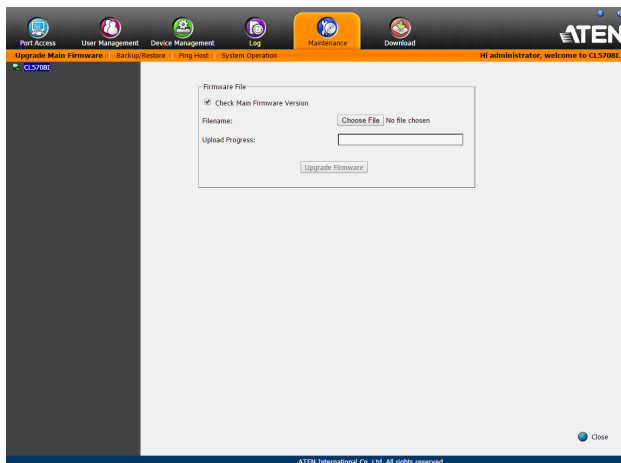 Port Access User Management Device Management Log Maintenance Download
ATEN
Upgrade Main Firmware Backup/Restore Ping Host System Operation Hi administrator, welcome to CL5708I.
CL5708I
Firmware File
Check Main Firmware Version
Filename: Choose File No file chosen
Upload Progress:
Upgrade Firmware
Close
ATEN International Co., Ltd. All rights reserved.